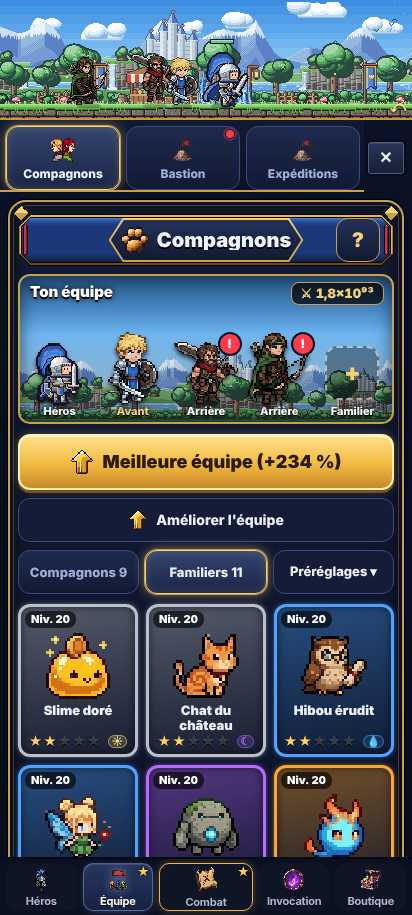 Compagnons
Bastion
Expéditions
×
Compagnons
?
Ton équipe
1,8×10⁹³
!
!
Héros
Avant
Arrière
Arrière
Familier
Meilleure équipe (+234 %)
Améliorer l'équipe
Compagnons 9
Familiers 11
Préréglages ▾
Niv. 20
Niv. 20
Niv. 20
Slime doré
Chat du
château
Hibou érudit
Niv. 20
Niv. 20
Niv. 20
Héros
Équipe
Combat
Invocation
Boutique